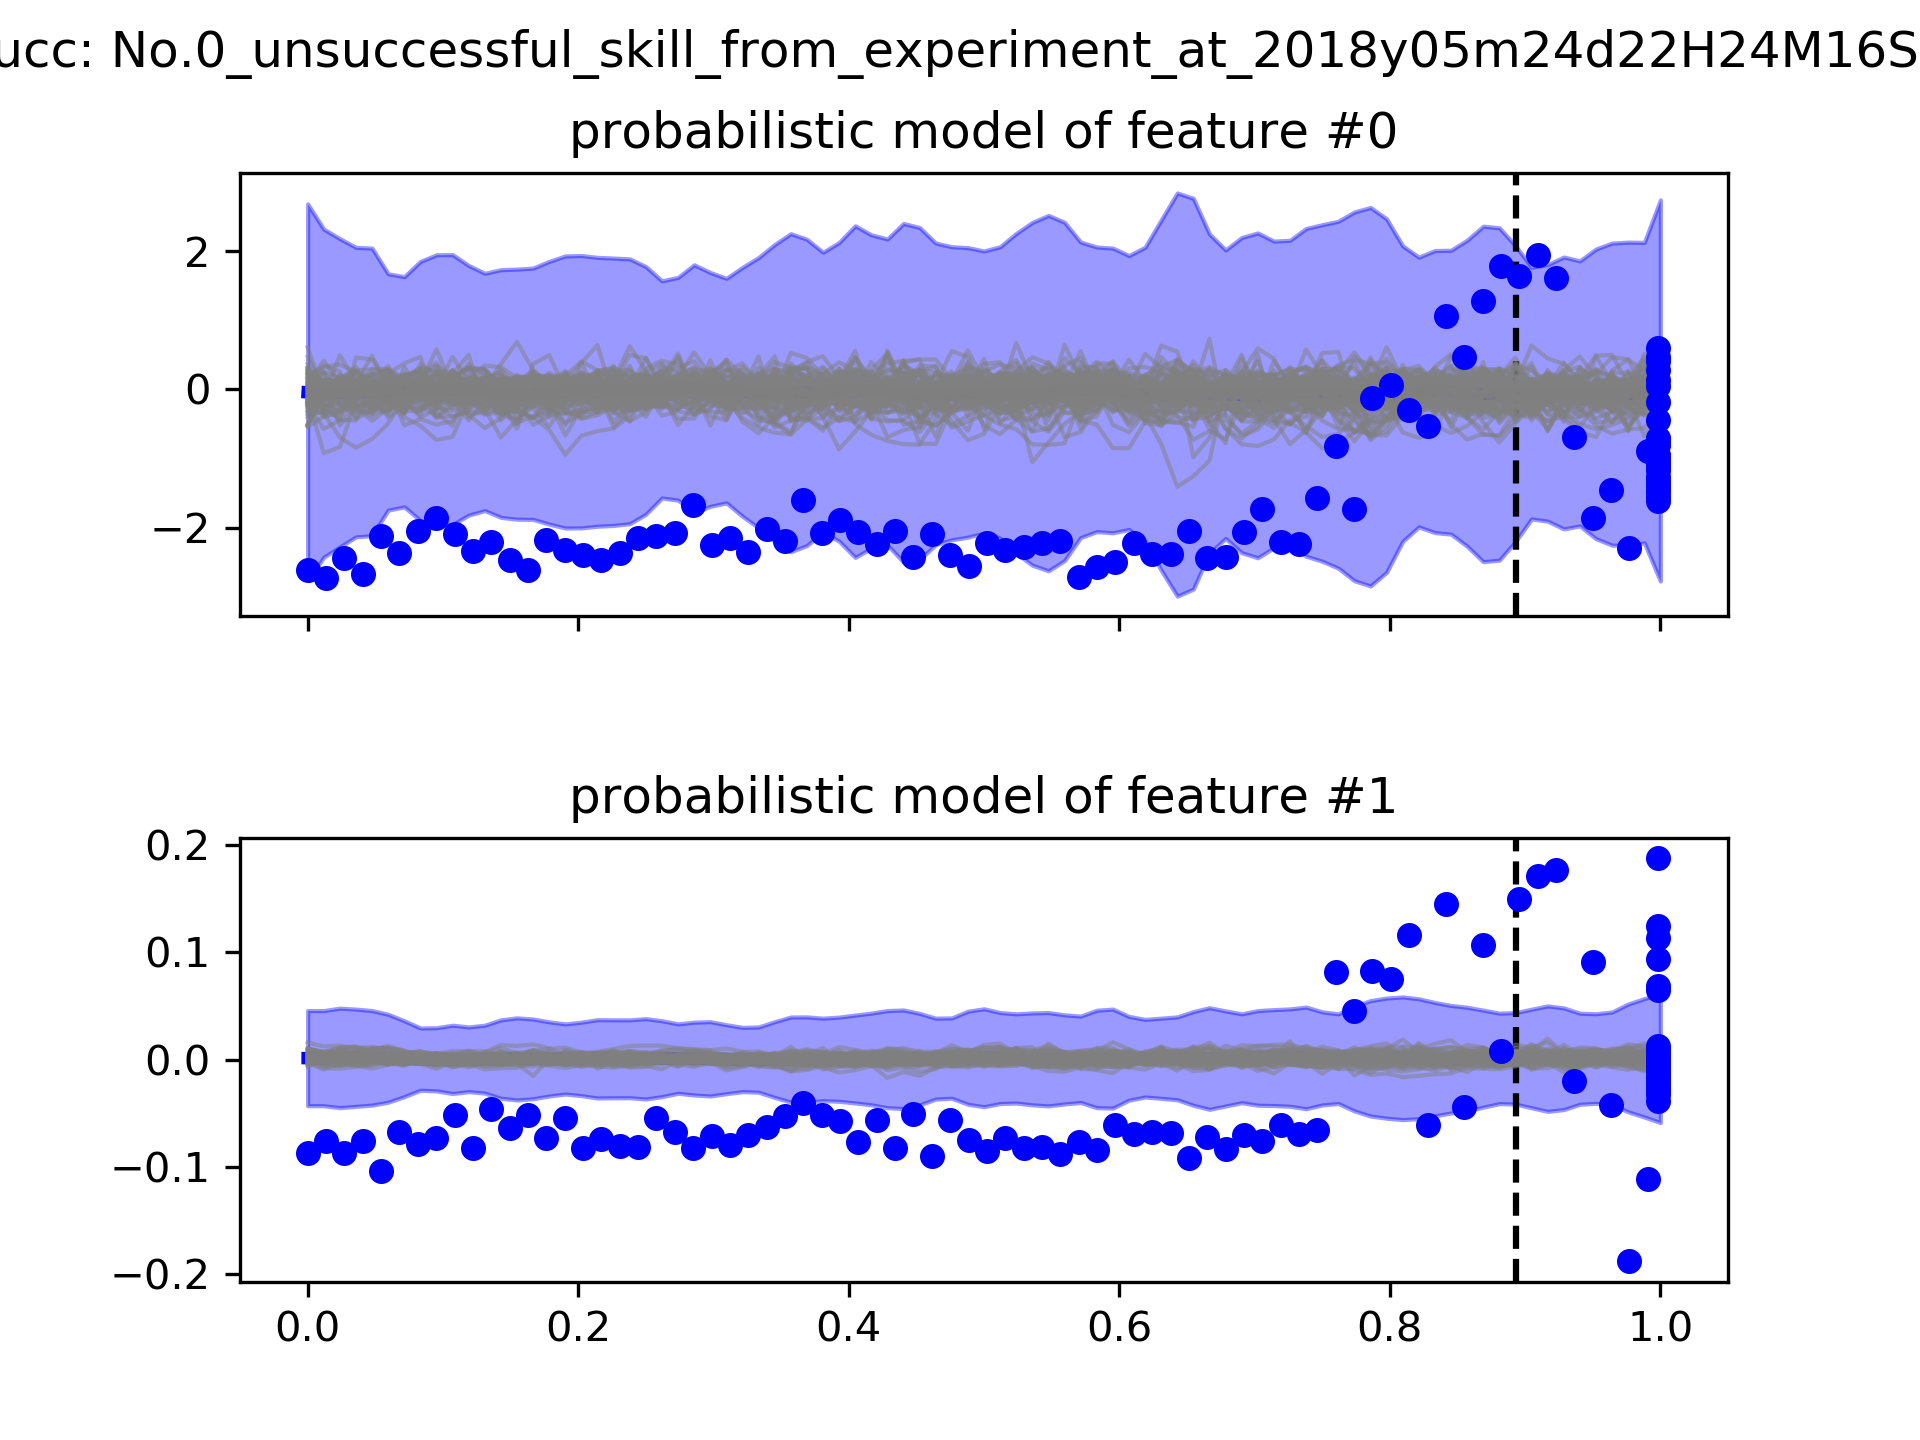 ucc: No.0_unsuccessful_skill_from_experiment_at_2018y05m24d22H24M16S
probabilistic model of feature #0
2
0
−2
probabilistic model of feature #1
0.2
0.1
0.0
−0.1
−0.2
0.0 0.2 0.4 0.6 0.8 1.0